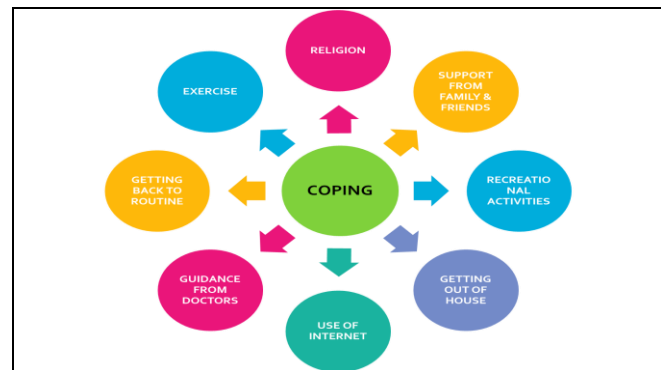 RELIGION
SUPPORT
FROM
FAMILY &
FRIENDS
RECREATIO
NAL
ACTIVITIES
GETTING
OUT OF
HOUSE
USE OF
INTERNET
GUIDANCE
FROM
DOCTORS
GETTING
BACK TO
ROUTINE
EXERCISE
COPING